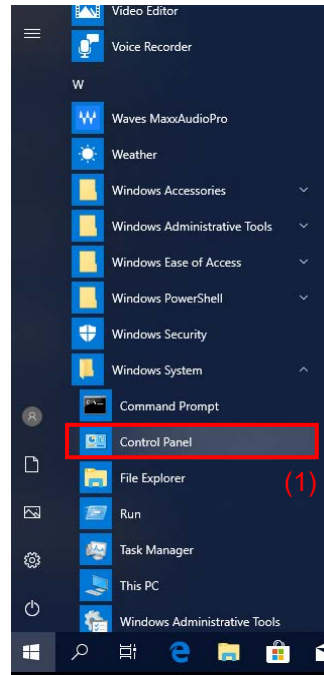 Video Editor
Voice Recorder
W
Waves MaxxAudioPro
Weather
Windows Accessories
Windows Administrative Tools
Windows Ease of Access
Windows PowerShell
Windows Security
Windows System
Command Prompt
Control Panel
File Explorer
(1)
Run
Task Manager
This PC
Windows Administrative Tools